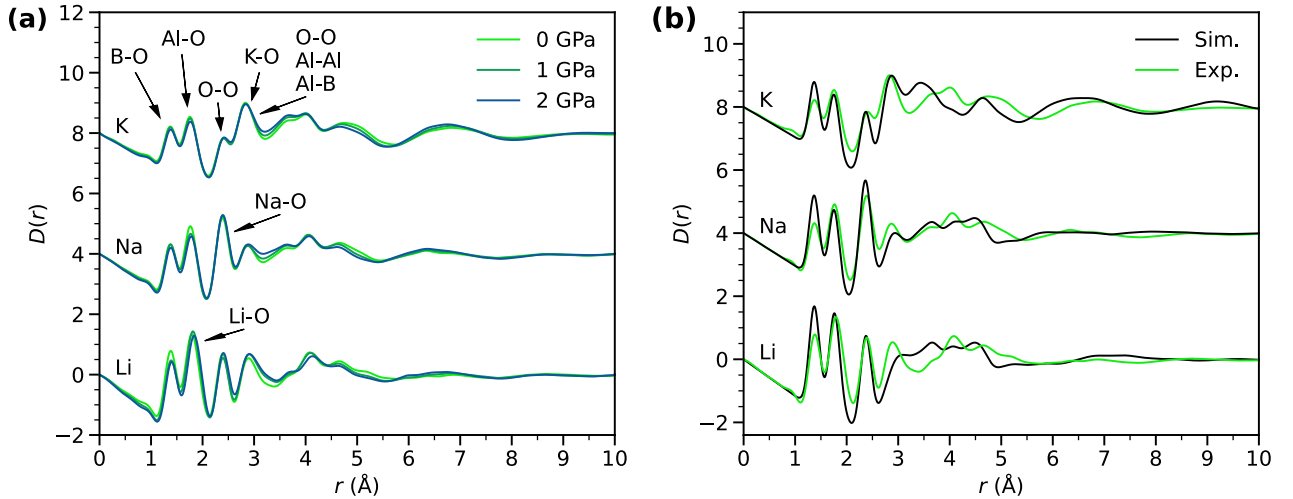 (a)
12
10
8
6
4
2
0
−2
D(r)
B-O
Al-O
O-O
K-O
O-O
Al-Al
Al-B
0 GPa
1 GPa
2 GPa
K
Na-O
Na
Li-O
Li
0 1 2 3 4 5 6 7 8 9 10
r (Å)
(b)
10
8
6
4
2
0
−2
D(r)
Sim.
Exp.
K
Na
Li
0 1 2 3 4 5 6 7 8 9 10
r (Å)